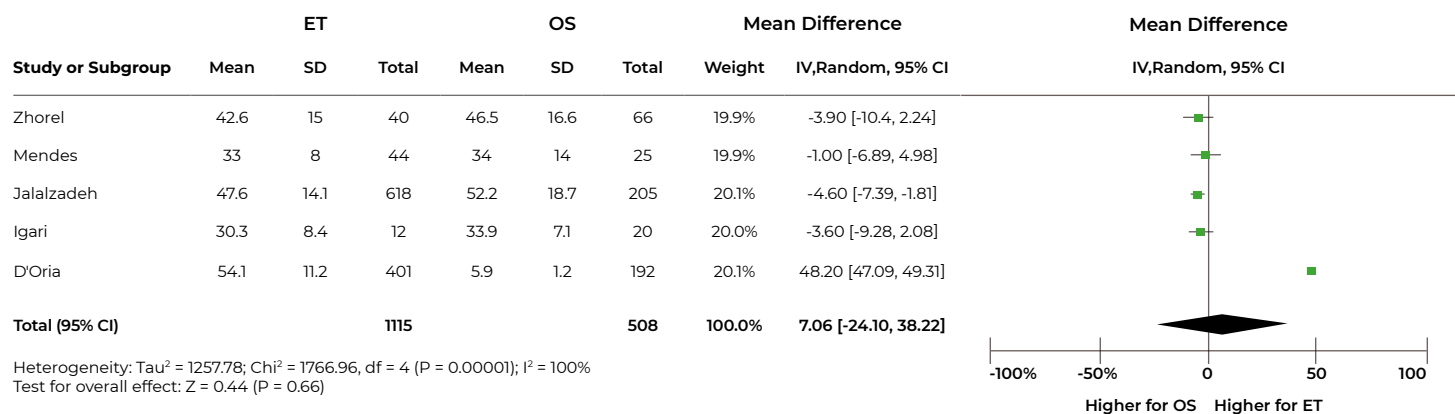 ET OS Mean Difference Mean Difference
Study or Subgroup Mean SD Total Mean SD Total Weight IV,Random, 95% CI IV,Random, 95% CI
Zhorel 42.6 15 40 46.5 16.6 66 19.9% -3.90 [-10.4, 2.24]
Mendes 33 8 44 34 14 25 19.9% -1.00 [-6.89, 4.98]
Jalalzadeh 47.6 14.1 618 52.2 18.7 205 20.1% -4.60 [-7.39, -1.81]
Igari 30.3 8.4 12 33.9 7.1 20 20.0% -3.60 [-9.28, 2.08]
D'Oria 54.1 11.2 401 5.9 1.2 192 20.1% 48.20 [47.09, 49.31]
Total (95% CI) 1115 508 100.0% 7.06 [-24.10, 38.22]
Heterogeneity: Tau² = 1257.78; Chi² = 1766.96, df = 4 (P = 0.00001); I² = 100%
Test for overall effect: Z = 0.44 (P = 0.66)
-100% -50% 0 50 100
Higher for OS Higher for ET